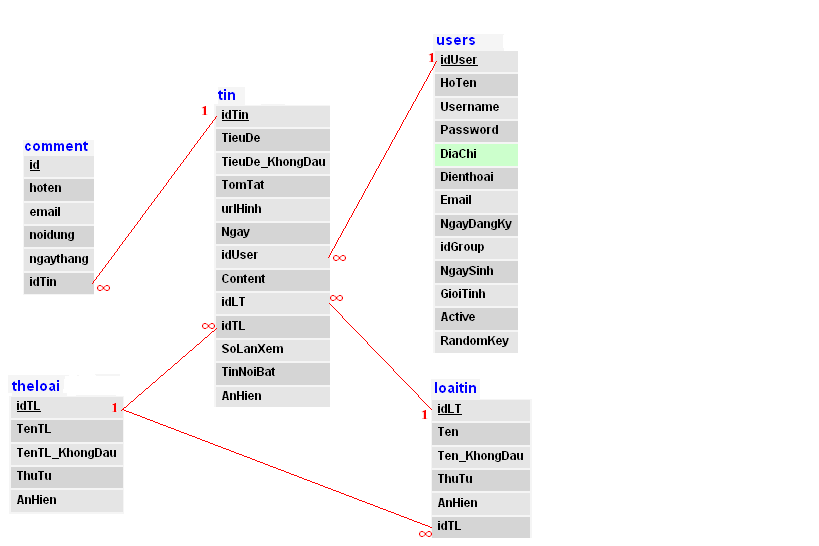 users
1
idUser
HoTen
Username
Password
DiaChi
Dienthoai
Email
NgayDangKy
idGroup
NgaySinh
GioiTinh
Active
RandomKey
tin
1
idTin
TieuDe
TieuDe_KhongDau
TomTat
urlHinh
Ngay
idUser
∞
Content
∞
idLT
∞
idTL
SoLanXem
TinNoiBat
AnHien
comment
id
hoten
email
noidung
ngaythang
idTin
∞
theloai
idTL
1
TenTL
TenTL_KhongDau
ThuTu
AnHien
loaitin
idLT
1
Ten
Ten_KhongDau
ThuTu
AnHien
idTL
∞